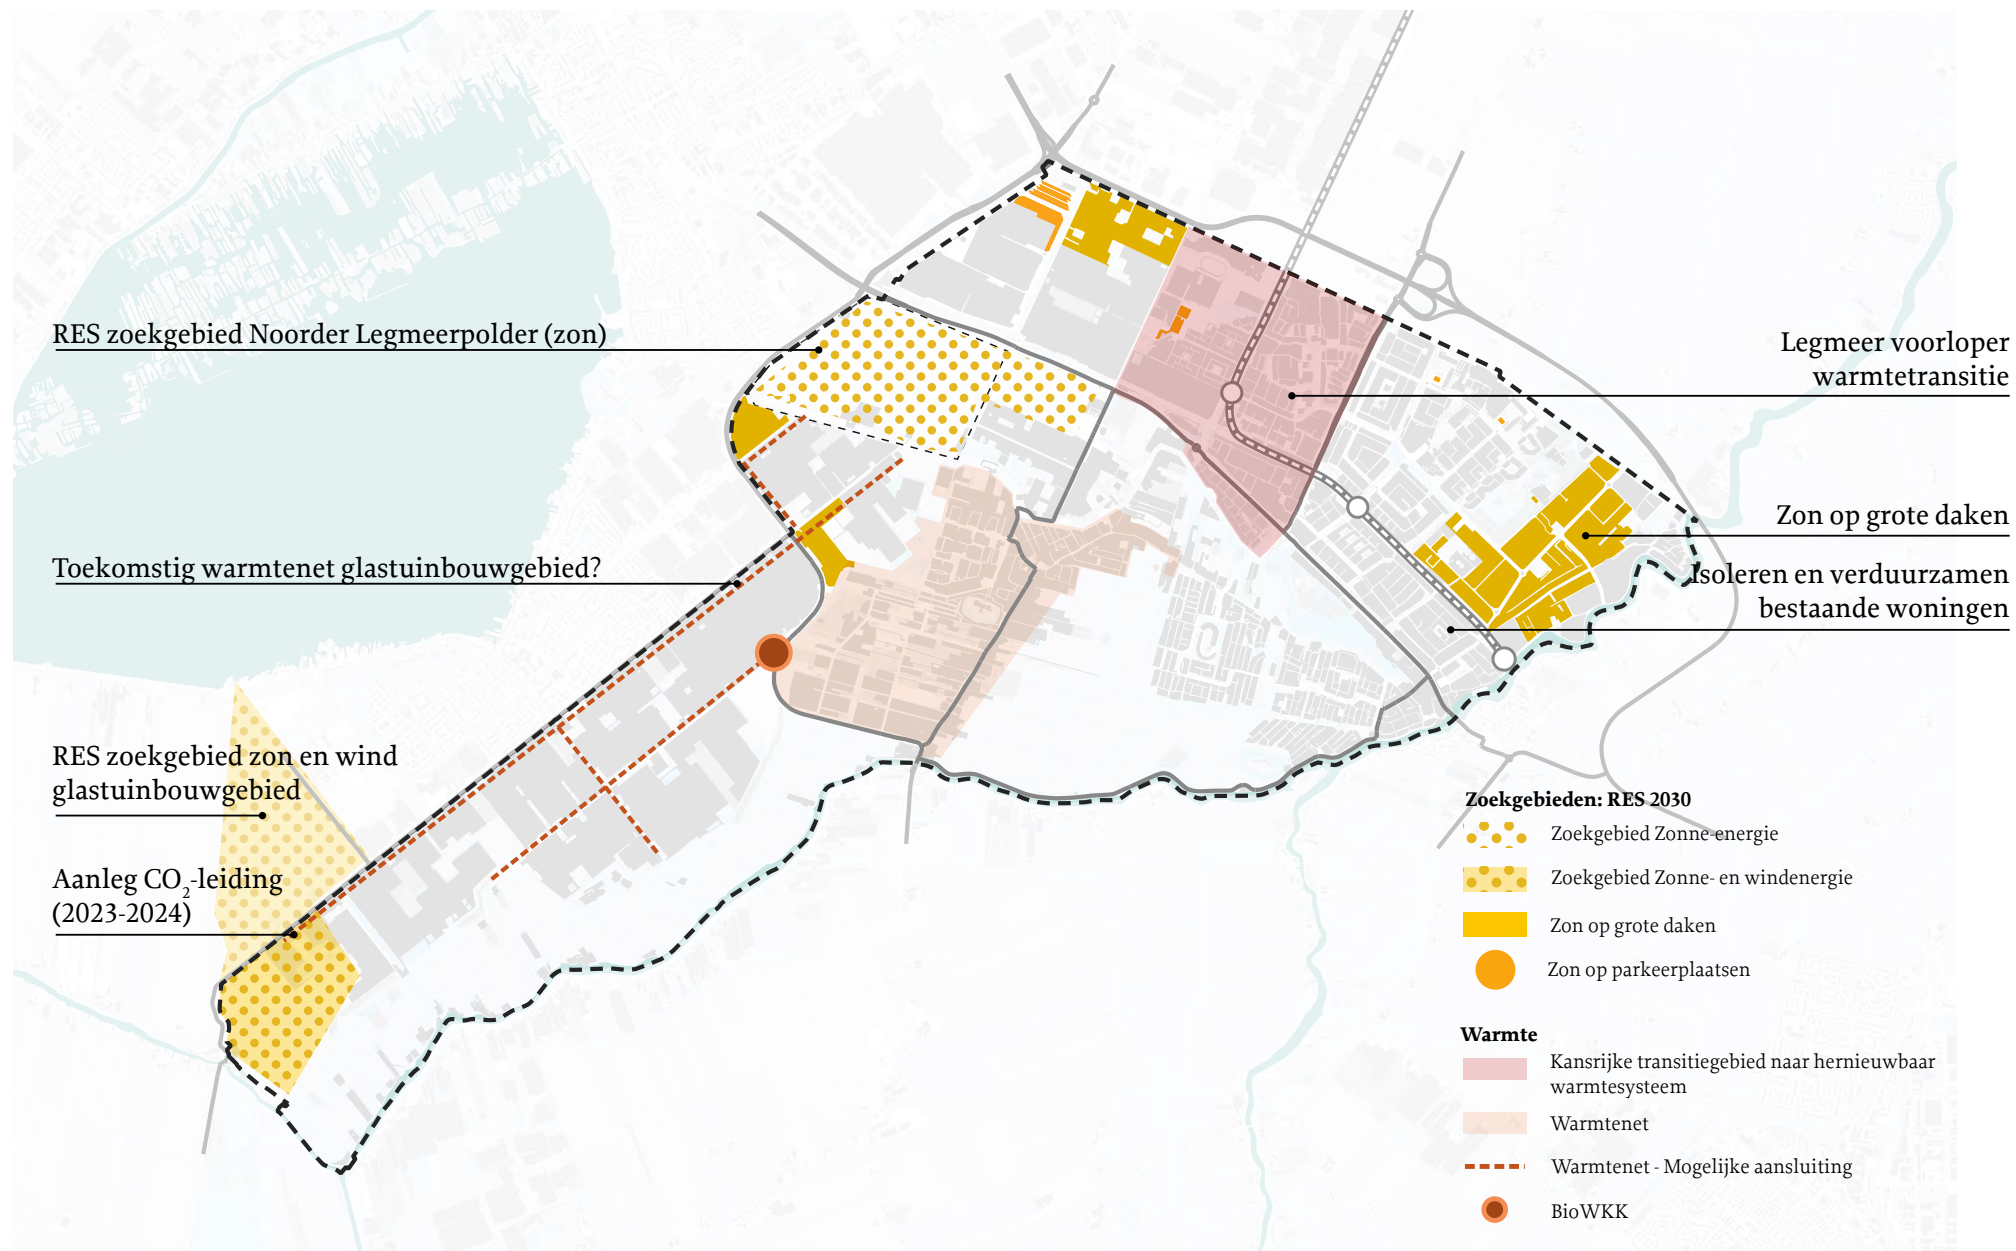 RES zoekgebied Noorder Legmeerpolder (zon)
Toekomstig warmtenet glastuinbouwgebied?
RES zoekgebied zon en wind
glastuinbouwgebied
Aanleg CO₂-leiding
(2023-2024)
Legmeer voorloper
warmtetransitie
Zon op grote daken
Isoleren en verduurzamen
bestaande woningen
Zoekgebieden: RES 2030
Zoekgebied Zonne-energie
Zoekgebied Zonne- en windenergie
Zon op grote daken
Zon op parkeerplaatsen
Warmte
Kansrijke transitiegebied naar hernieuwbaar
warmtesysteem
Warmtenet
Warmtenet - Mogelijke aansluiting
BioWKK